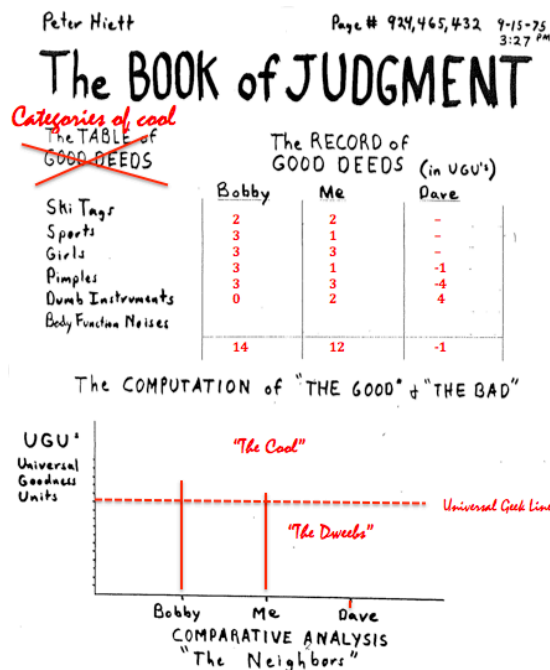 Peter Hiett
Page # 924,465,432 9-15-75
3:27 PM
The BOOK of JUDGMENT
Categories of cool
The TABLE of
GOOD DEEDS
The RECORD of
GOOD DEEDS (in UGU's)
Bobby Me Dave
Ski Tags 2 2 –
Sports 3 1 –
Girls 3 3 –
Pimples 3 1 -1
Dumb Instruments 3 3 -4
Body Function Noises 0 2 4
14 12 -1
The COMPUTATION of "THE GOOD" + "THE BAD"
UGUs
Universal
Goodness
Units
"The Cool"
Universal Geek Line
"The Dweebs"
Bobby Me Dave
COMPARATIVE ANALYSIS
"The Neighbors"